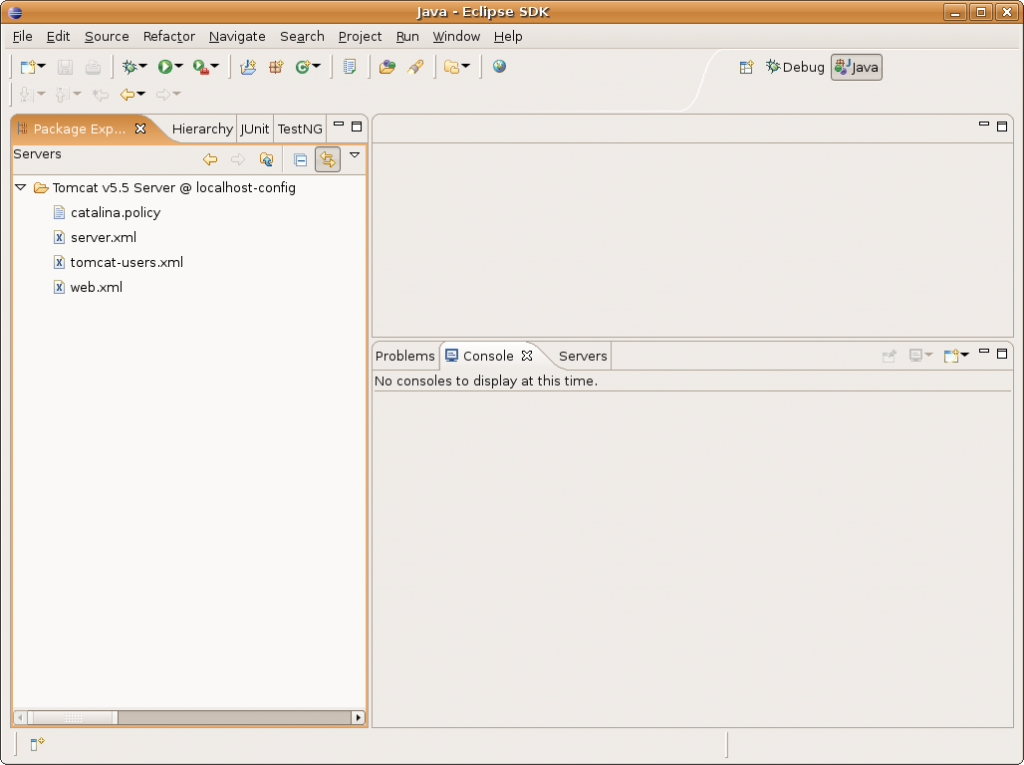 Java - Eclipse SDK
File Edit Source Refactor Navigate Search Project Run Window Help
Debug Java
Package Exp... Hierarchy JUnit TestNG
Servers
Tomcat v5.5 Server @ localhost-config
catalina.policy
server.xml
tomcat-users.xml
web.xml
Problems Console Servers
No consoles to display at this time.